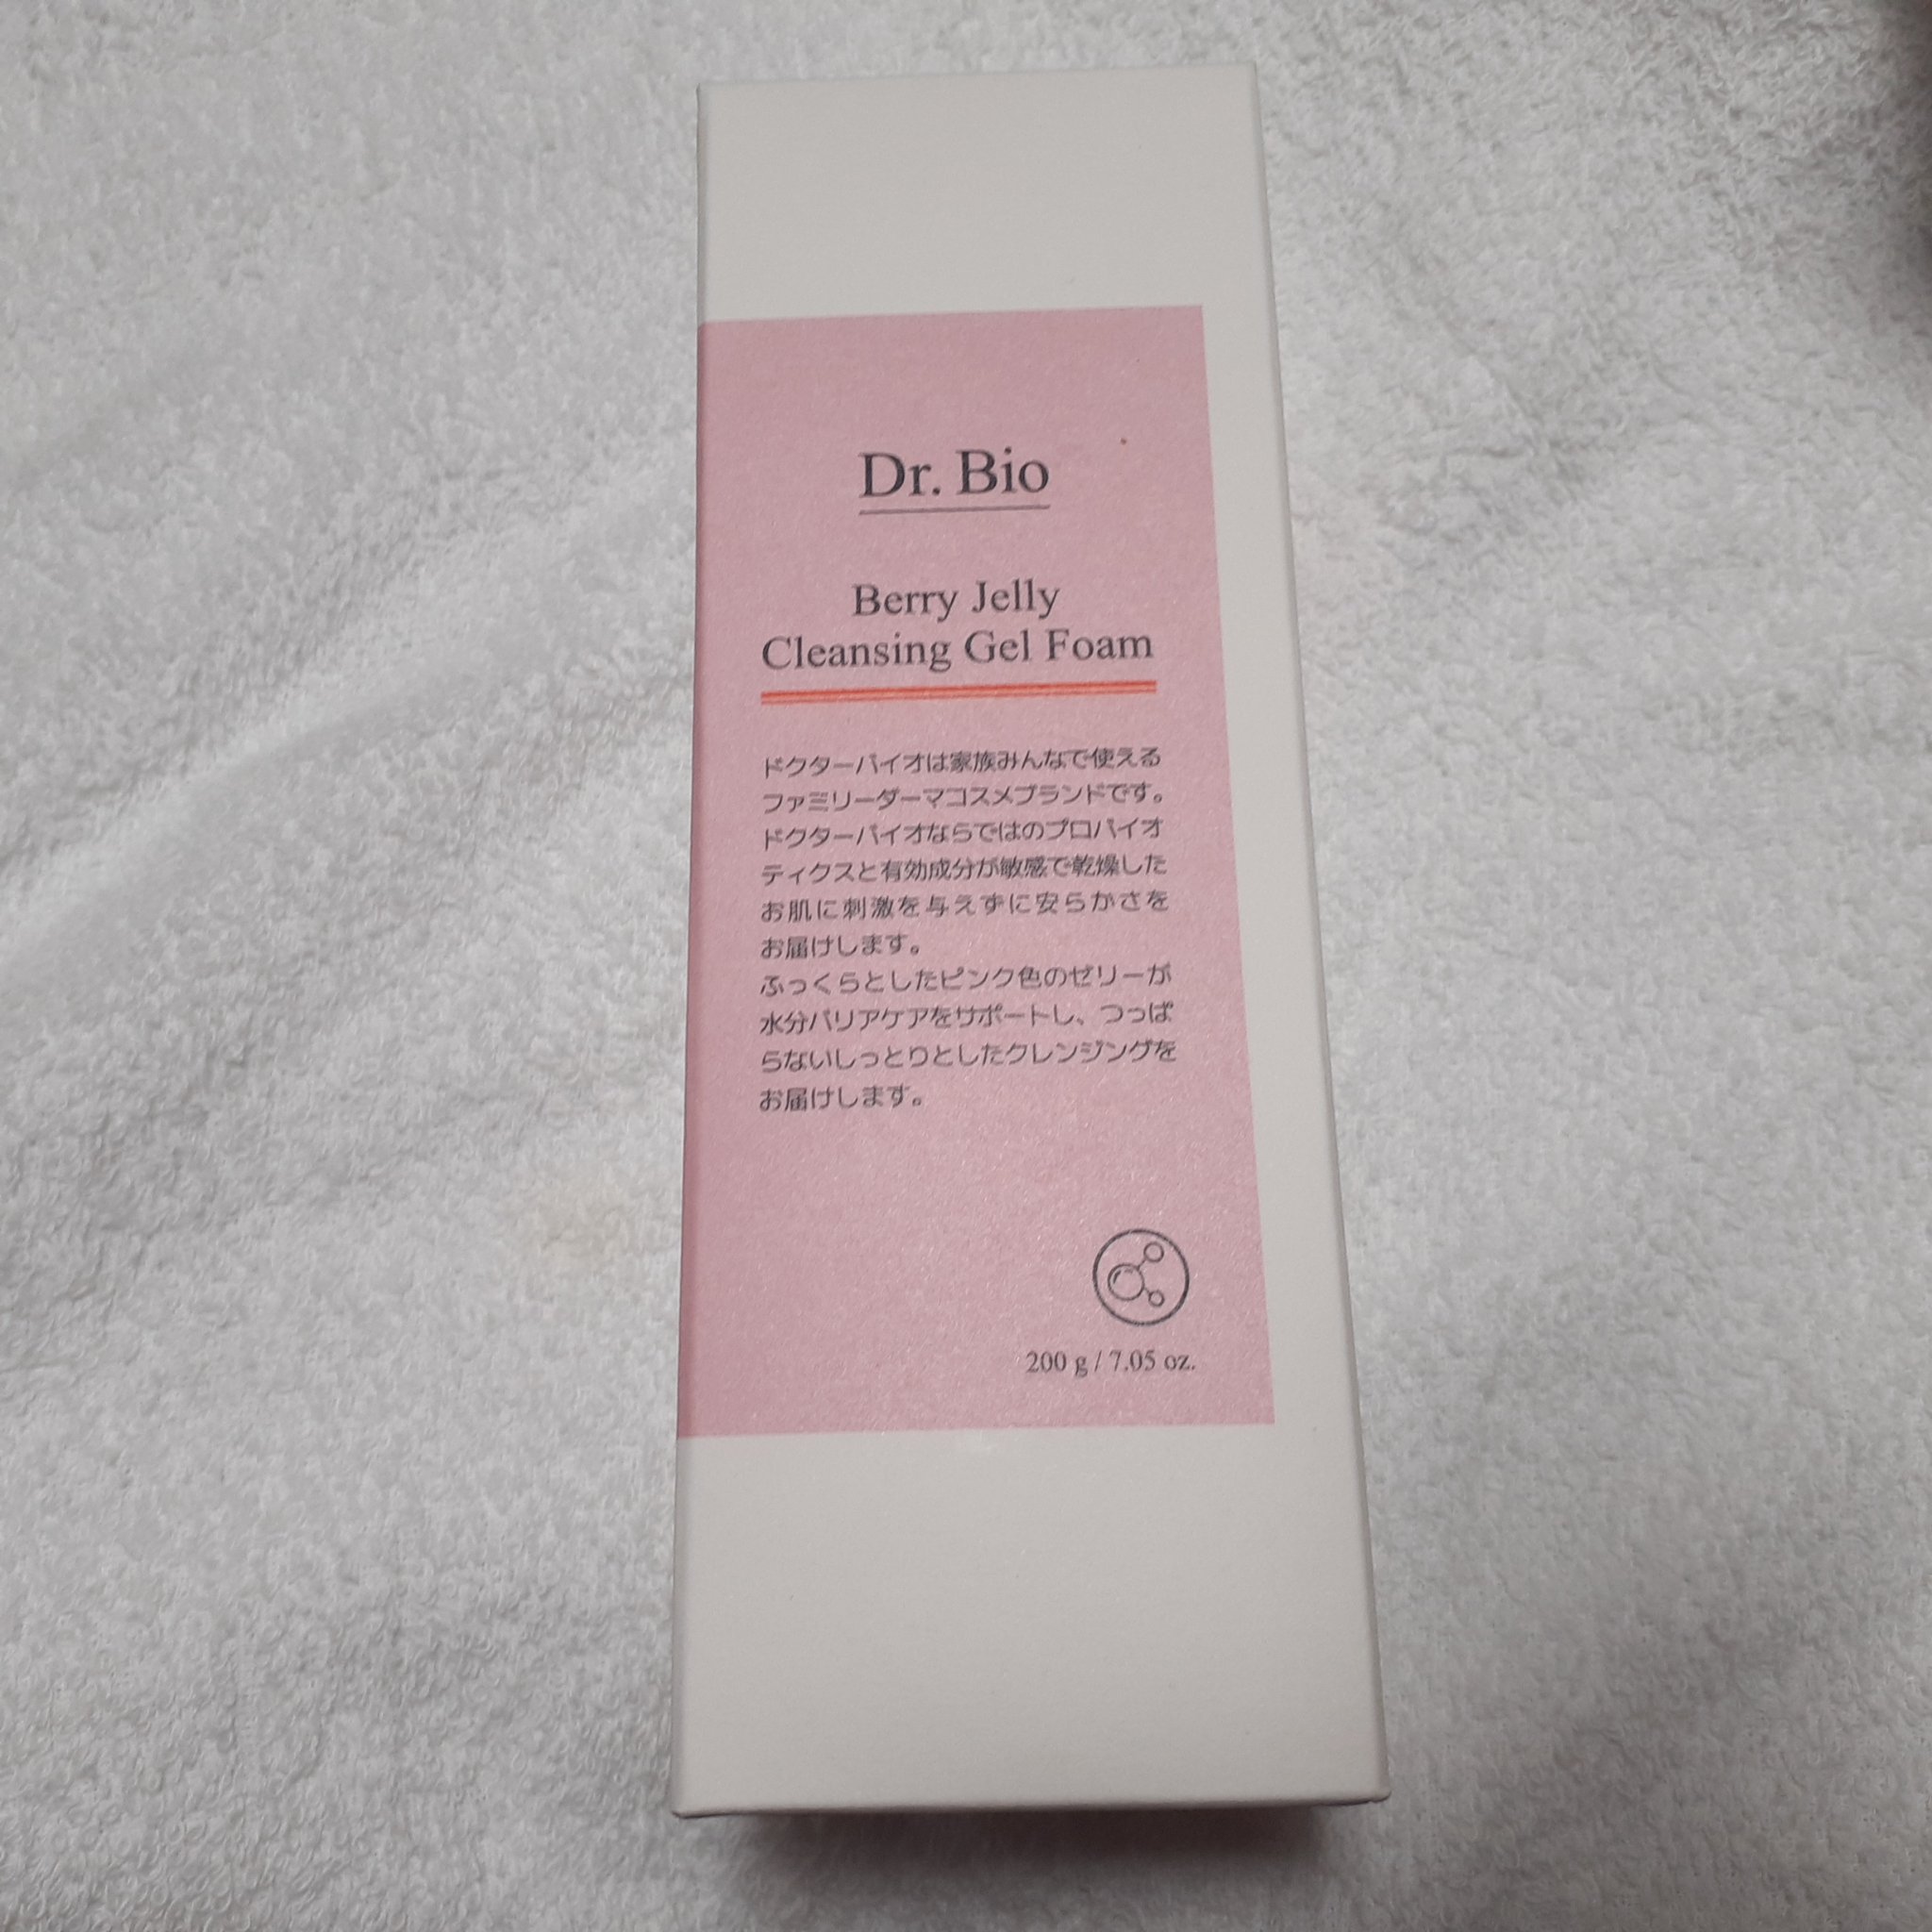 Dr. Bio
Berry Jelly
Cleansing Gel Foam
ドクターバイオは家族みんなで使える
ファミリーダーマコスメブランドです。
ドクターバイオならではのプロバイオ
ティクスと有効成分が敏感で乾燥した
お肌に刺激を与えずに安らかさを
お届けします。
ふっくらとしたピンク色のゼリーが
水分バリアケアをサポートし、つっぱ
らないしっとりとしたクレンジングを
お届けします。
200 g / 7.05 oz.